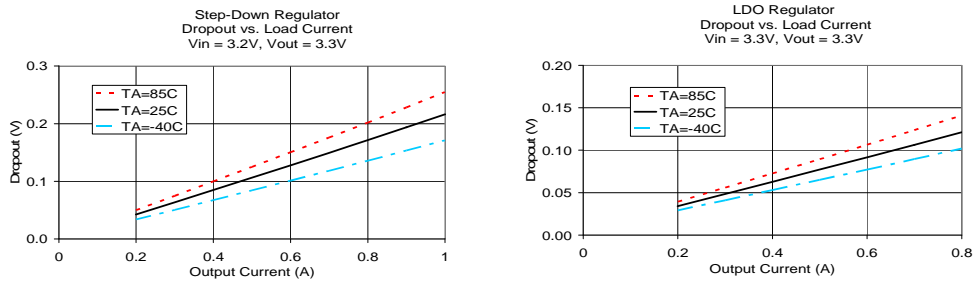 Step-Down Regulator
Dropout vs. Load Current
Vin = 3.2V, Vout = 3.3V
0.3
0.2
0.1
0.0
Dropout (V)
TA=85C
TA=25C
TA=-40C
0
0.2
0.4
0.6
0.8
1
Output Current (A)
LDO Regulator
Dropout vs. Load Current
Vin = 3.3V, Vout = 3.3V
0.20
0.15
0.10
0.05
0.00
Dropout (V)
TA=85C
TA=25C
TA=-40C
0
0.2
0.4
0.6
0.8
Output Current (A)